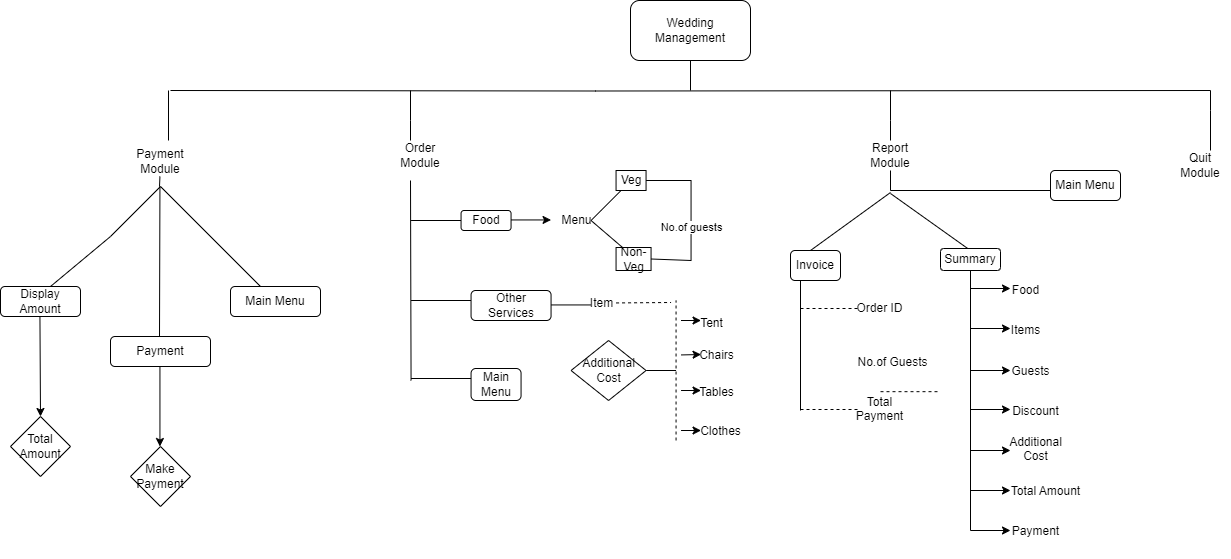 Wedding
Management
Payment
Module
Order
Module
Report
Module
Quit
Module
Display
Amount
Payment
Main Menu
Total
Amount
Make
Payment
Food
Menu
Veg
Non-
Veg
No.of guests
Other
Services
Item
Additional
Cost
Tent
Chairs
Tables
Clothes
Main
Menu
Main Menu
Invoice
Order ID
No.of Guests
Total
Payment
Summary
Food
Items
Guests
Discount
Additional
Cost
Total Amount
Payment